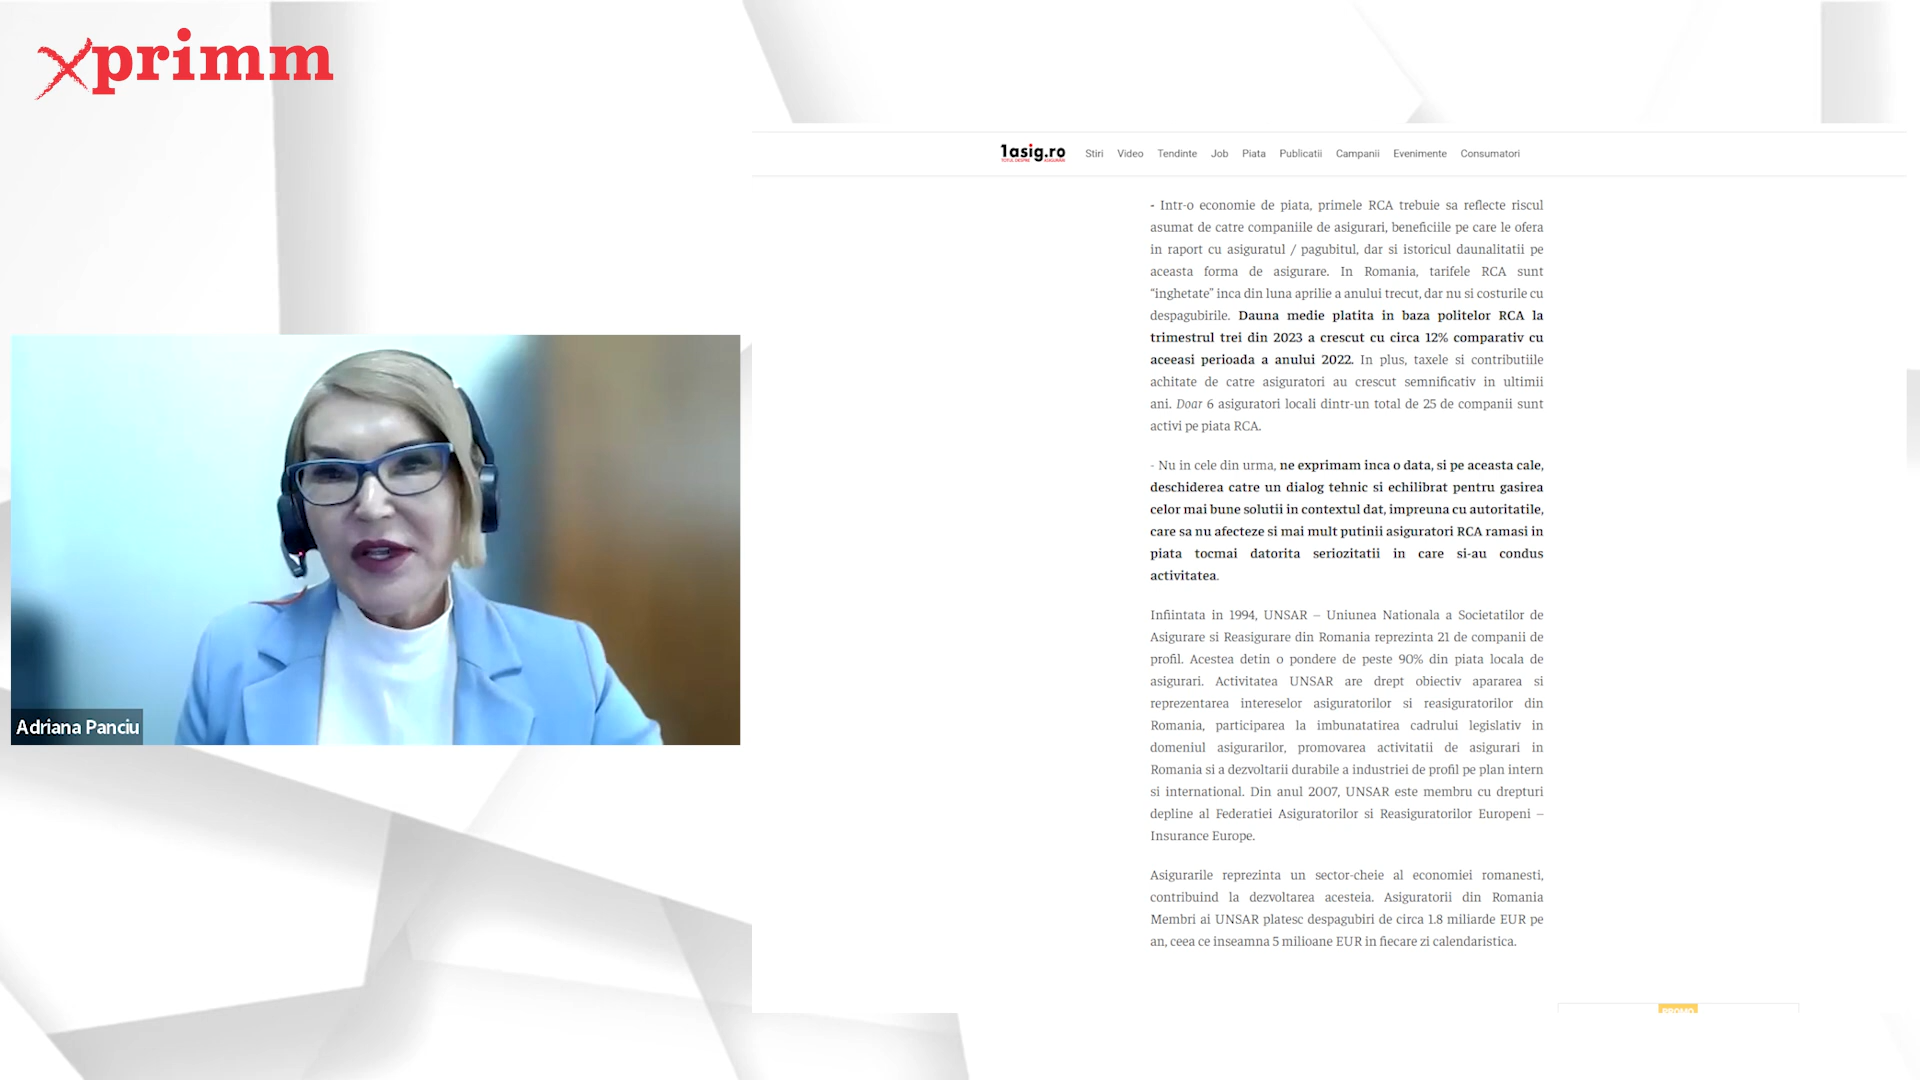 xprimm
1asig.ro
TOTUL DESPRE ASIGURARI
Stiri Video Tendinte Job Piata Publicatii Campanii Evenimente Consumatori
- Intr-o economie de piata, primele RCA trebuie sa reflecte riscul
asumat de catre companiile de asigurari, beneficiile pe care le ofera
in raport cu asiguratul / pagubitul, dar si istoricul daunalitatii pe
aceasta forma de asigurare. In Romania, tarifele RCA sunt
“inghetate” inca din luna aprilie a anului trecut, dar nu si costurile cu
despagubirile. Dauna medie platita in baza politelor RCA la
trimestrul trei din 2023 a crescut cu circa 12% comparativ cu
aceeasi perioada a anului 2022. In plus, taxele si contributiile
achitate de catre asiguratori au crescut semnificativ in ultimii
ani. Doar 6 asiguratori locali dintr-un total de 25 de companii sunt
activi pe piata RCA.
- Nu in cele din urma, ne exprimam inca o data, si pe aceasta cale,
deschiderea catre un dialog tehnic si echilibrat pentru gasirea
celor mai bune solutii in contextul dat, impreuna cu autoritatile,
care sa nu afecteze si mai mult putinii asiguratori RCA ramasi in
piata tocmai datorita seriozitatii in care si-au condus
activitatea.
Infiintata in 1994, UNSAR – Uniunea Nationala a Societatilor de
Asigurare si Reasigurare din Romania reprezinta 21 de companii de
profil. Acestea detin o pondere de peste 90% din piata locala de
asigurari. Activitatea UNSAR are drept obiectiv apararea si
reprezentarea intereselor asiguratorilor si reasiguratorilor din
Romania, participarea la imbunatatirea cadrului legislativ in
domeniul asigurarilor, promovarea activitatii de asigurari in
Romania si a dezvoltarii durabile a industriei de profil pe plan intern
si international. Din anul 2007, UNSAR este membru cu drepturi
depline al Federatiei Asiguratorilor si Reasiguratorilor Europeni –
Insurance Europe.
Asigurarile reprezinta un sector-cheie al economiei romanesti,
contribuind la dezvoltarea acesteia. Asiguratorii din Romania
Membri ai UNSAR platesc despagubiri de circa 1.8 miliarde EUR pe
an, ceea ce inseamna 5 milioane EUR in fiecare zi calendaristica.
PROMO
Adriana Panciu